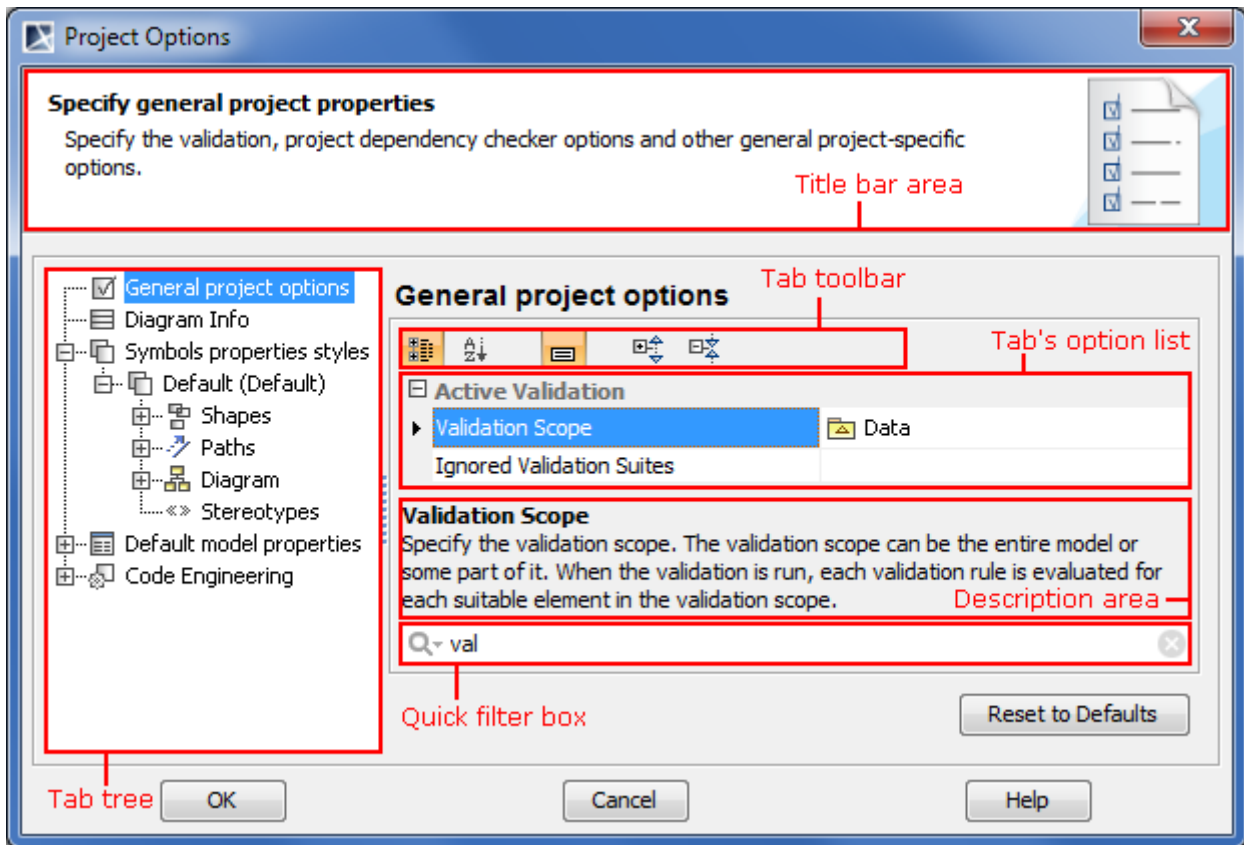 Project Options
Specify general project properties
Specify the validation, project dependency checker options and other general project-specific
options.
Title bar area
General project options
Diagram Info
Symbols properties styles
Default (Default)
Shapes
Paths
Diagram
Stereotypes
Default model properties
Code Engineering
Tab tree
General project options
Tab toolbar
Tab's option list
Active Validation
Validation Scope Data
Ignored Validation Suites
Validation Scope
Specify the validation scope. The validation scope can be the entire model or
some part of it. When the validation is run, each validation rule is evaluated for
each suitable element in the validation scope.
Description area
val
Quick filter box
Reset to Defaults
OK Cancel Help